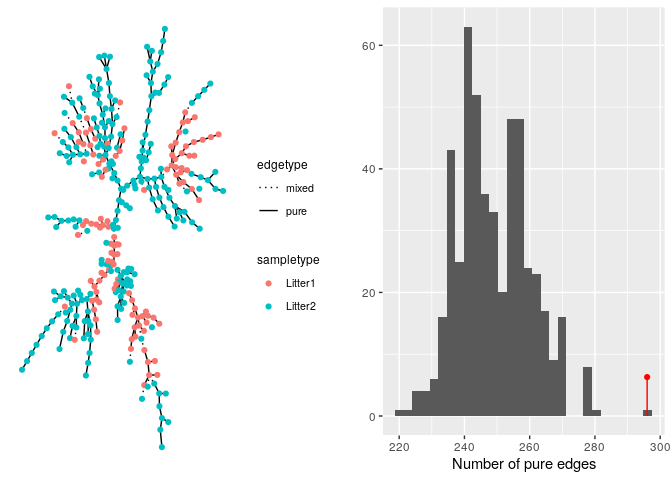 edgetype
mixed
pure
sampletype
Litter1
Litter2
60
40
20
0
220 240 260 280 300
Number of pure edges